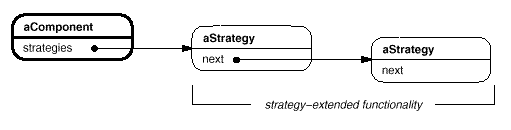 aComponent
strategies
aStrategy
next
aStrategy
next
strategy–extended functionality